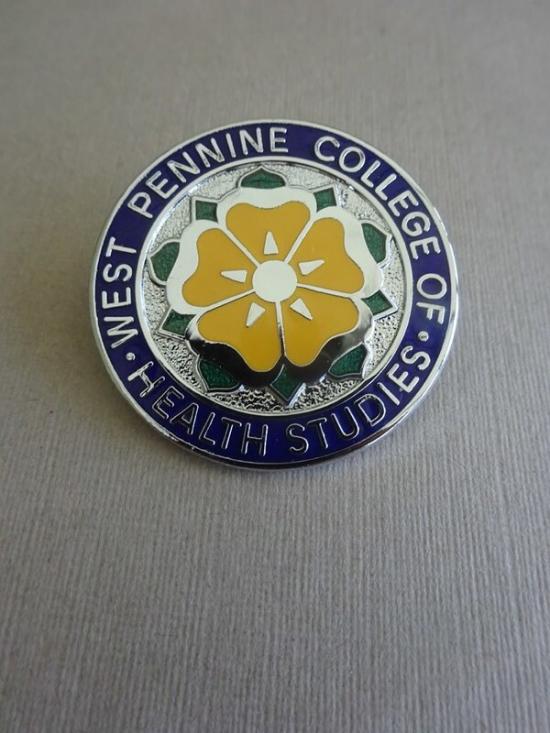 · WEST PENNINE COLLEGE OF ·
HEALTH STUDIES